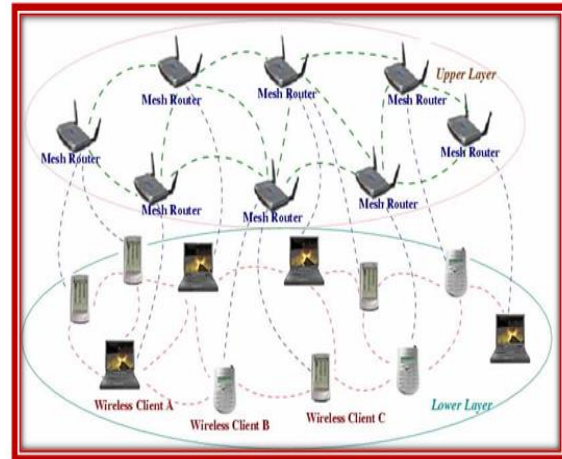 Upper Layer
Mesh Router
Mesh Router
Mesh Router
Mesh Router
Mesh Router
Mesh Router
Mesh Router
Mesh Router
Wireless Client A
Wireless Client B
Wireless Client C
Lower Layer